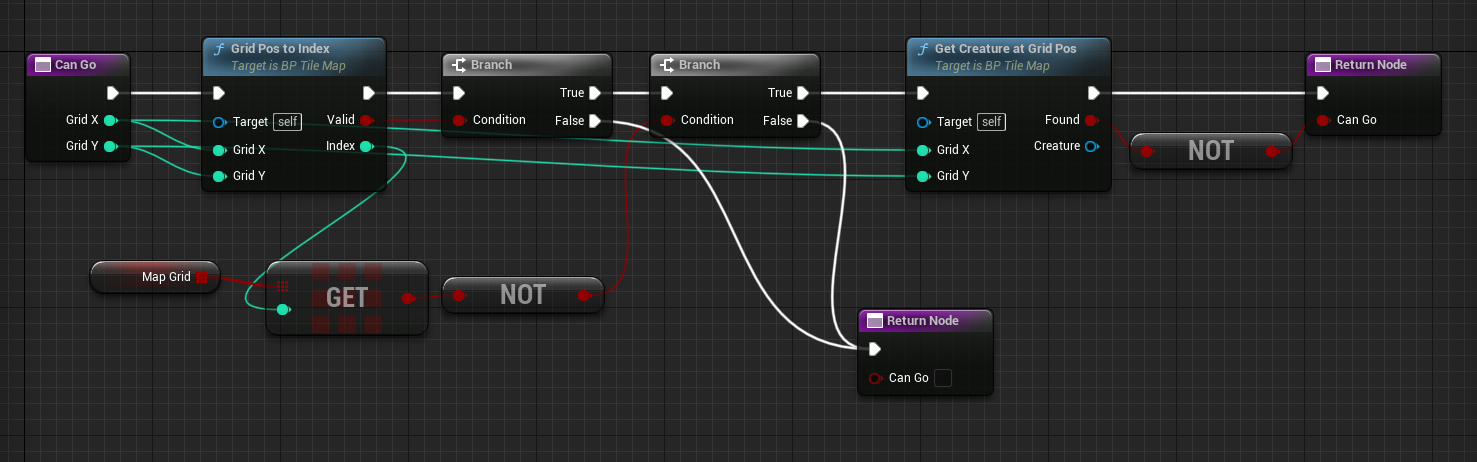 Can Go
Grid X
Grid Y
Grid Pos to Index
Target is BP Tile Map
Target self
Valid
Grid X
Index
Grid Y
Branch
True
Condition
False
Branch
True
Condition
False
Get Creature at Grid Pos
Target is BP Tile Map
Target self
Found
Grid X
Creature
Grid Y
NOT
Return Node
Can Go
Map Grid
GET
NOT
Return Node
Can Go